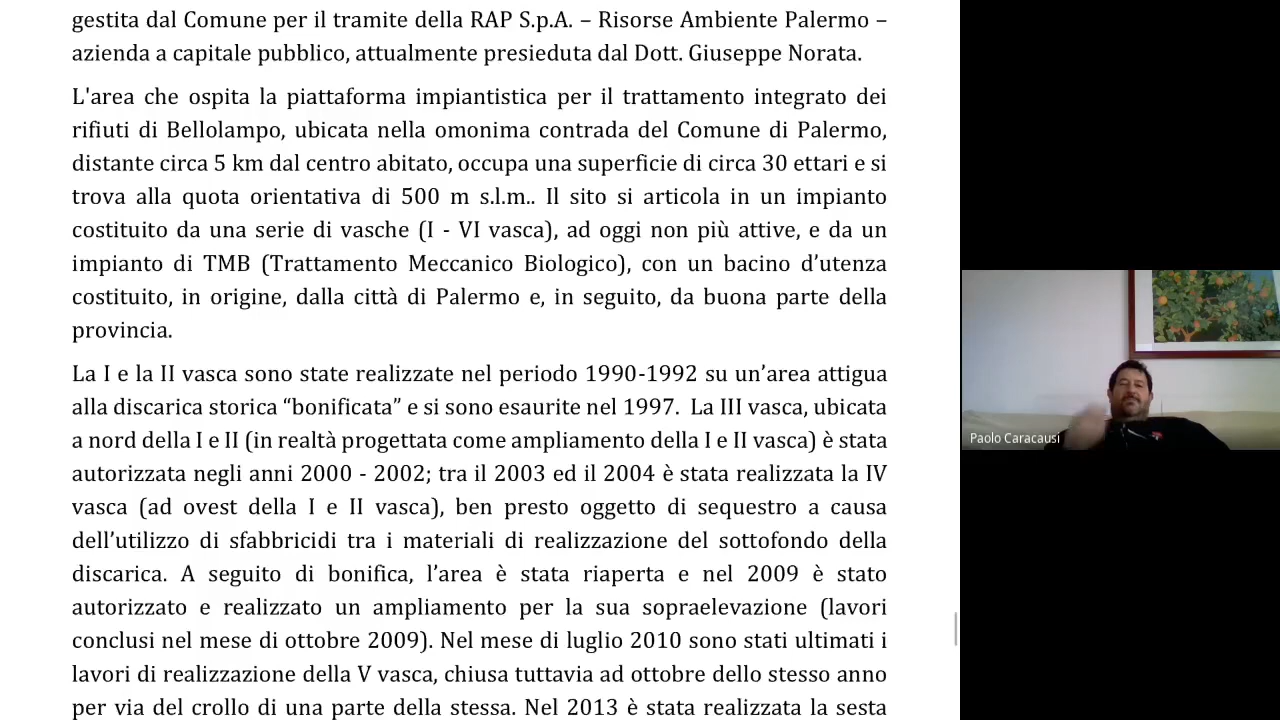 gestita dal Comune per il tramite della RAP S.p.A. – Risorse Ambiente Palermo –
azienda a capitale pubblico, attualmente presieduta dal Dott. Giuseppe Norata.
L'area che ospita la piattaforma impiantistica per il trattamento integrato dei
rifiuti di Bellolampo, ubicata nella omonima contrada del Comune di Palermo,
distante circa 5 km dal centro abitato, occupa una superficie di circa 30 ettari e si
trova alla quota orientativa di 500 m s.l.m.. Il sito si articola in un impianto
costituito da una serie di vasche (I - VI vasca), ad oggi non più attive, e da un
impianto di TMB (Trattamento Meccanico Biologico), con un bacino d’utenza
costituito, in origine, dalla città di Palermo e, in seguito, da buona parte della
provincia.
La I e la II vasca sono state realizzate nel periodo 1990-1992 su un’area attigua
alla discarica storica “bonificata” e si sono esaurite nel 1997. La III vasca, ubicata
a nord della I e II (in realtà progettata come ampliamento della I e II vasca) è stata
autorizzata negli anni 2000 - 2002; tra il 2003 ed il 2004 è stata realizzata la IV
vasca (ad ovest della I e II vasca), ben presto oggetto di sequestro a causa
dell’utilizzo di sfabbricidi tra i materiali di realizzazione del sottofondo della
discarica. A seguito di bonifica, l’area è stata riaperta e nel 2009 è stato
autorizzato e realizzato un ampliamento per la sua sopraelevazione (lavori
conclusi nel mese di ottobre 2009). Nel mese di luglio 2010 sono stati ultimati i
lavori di realizzazione della V vasca, chiusa tuttavia ad ottobre dello stesso anno
per via del crollo di una parte della stessa. Nel 2013 è stata realizzata la sesta
Paolo Caracausi